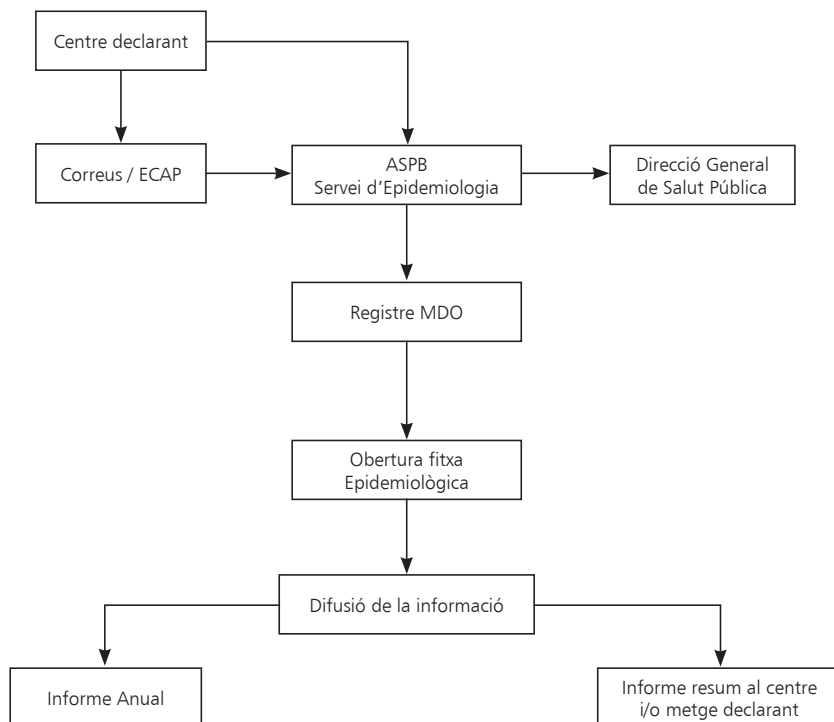 Centre declarant
Correus / ECAP
ASPB
Servei d’Epidemiologia
Direcció General
de Salut Pública
Registre MDO
Obertura fitxa
Epidemiològica
Difusió de la informació
Informe Anual
Informe resum al centre
i/o metge declarant